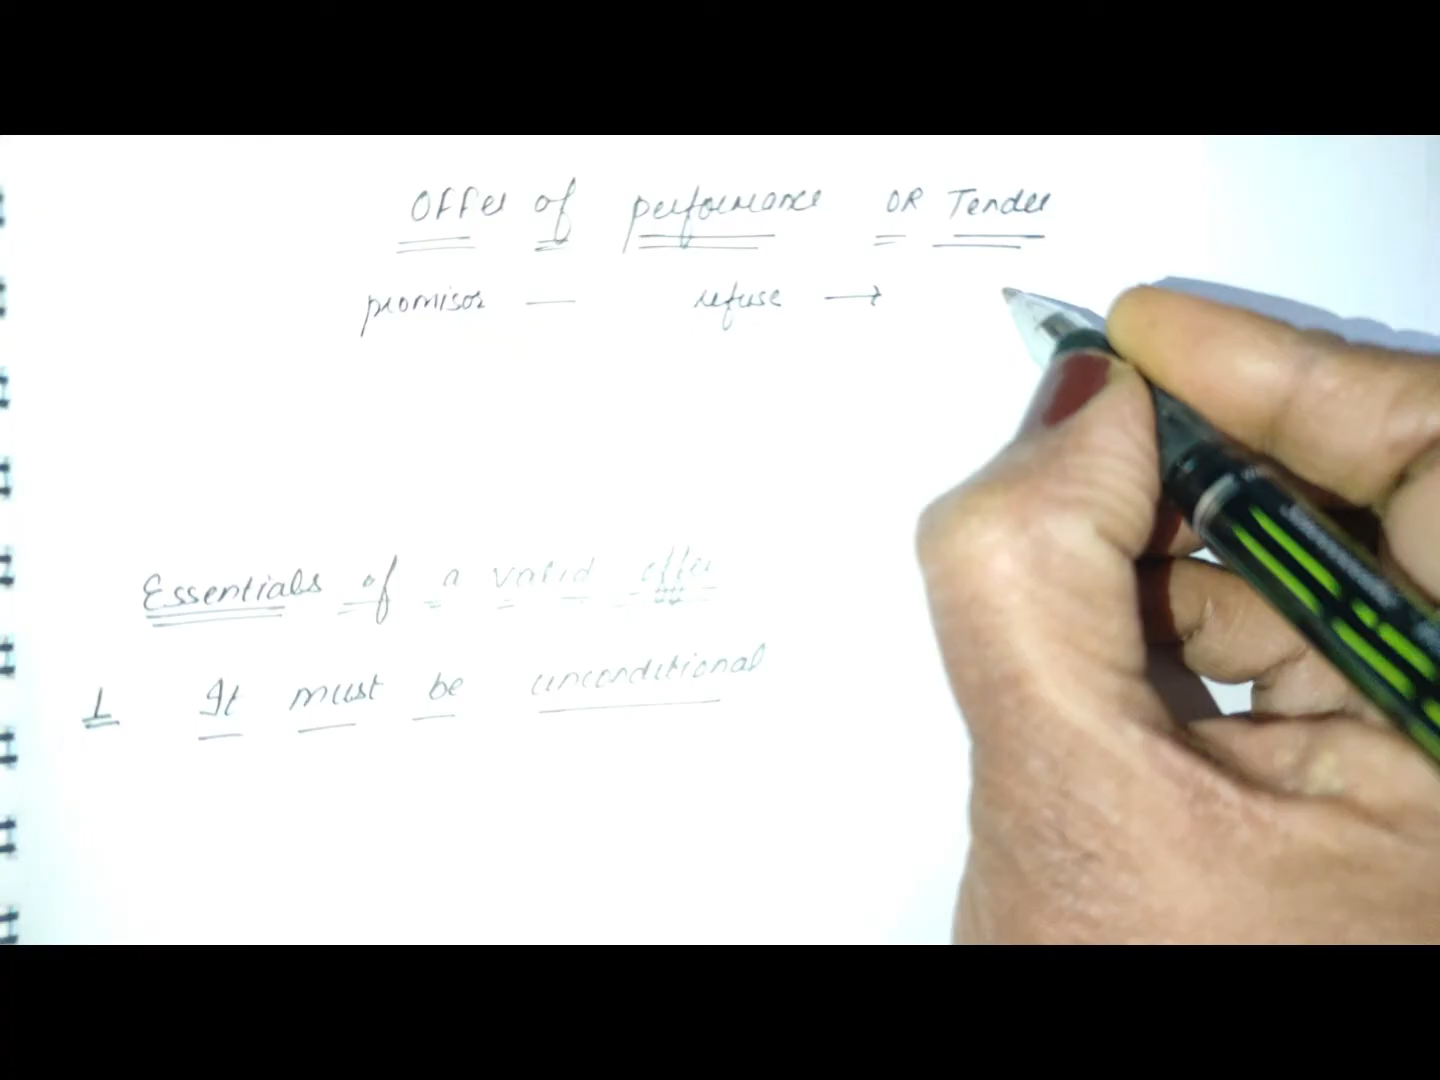 Offer of performance OR Tender
promisor — refuse →
Essentials of a valid offer
1 It must be unconditional